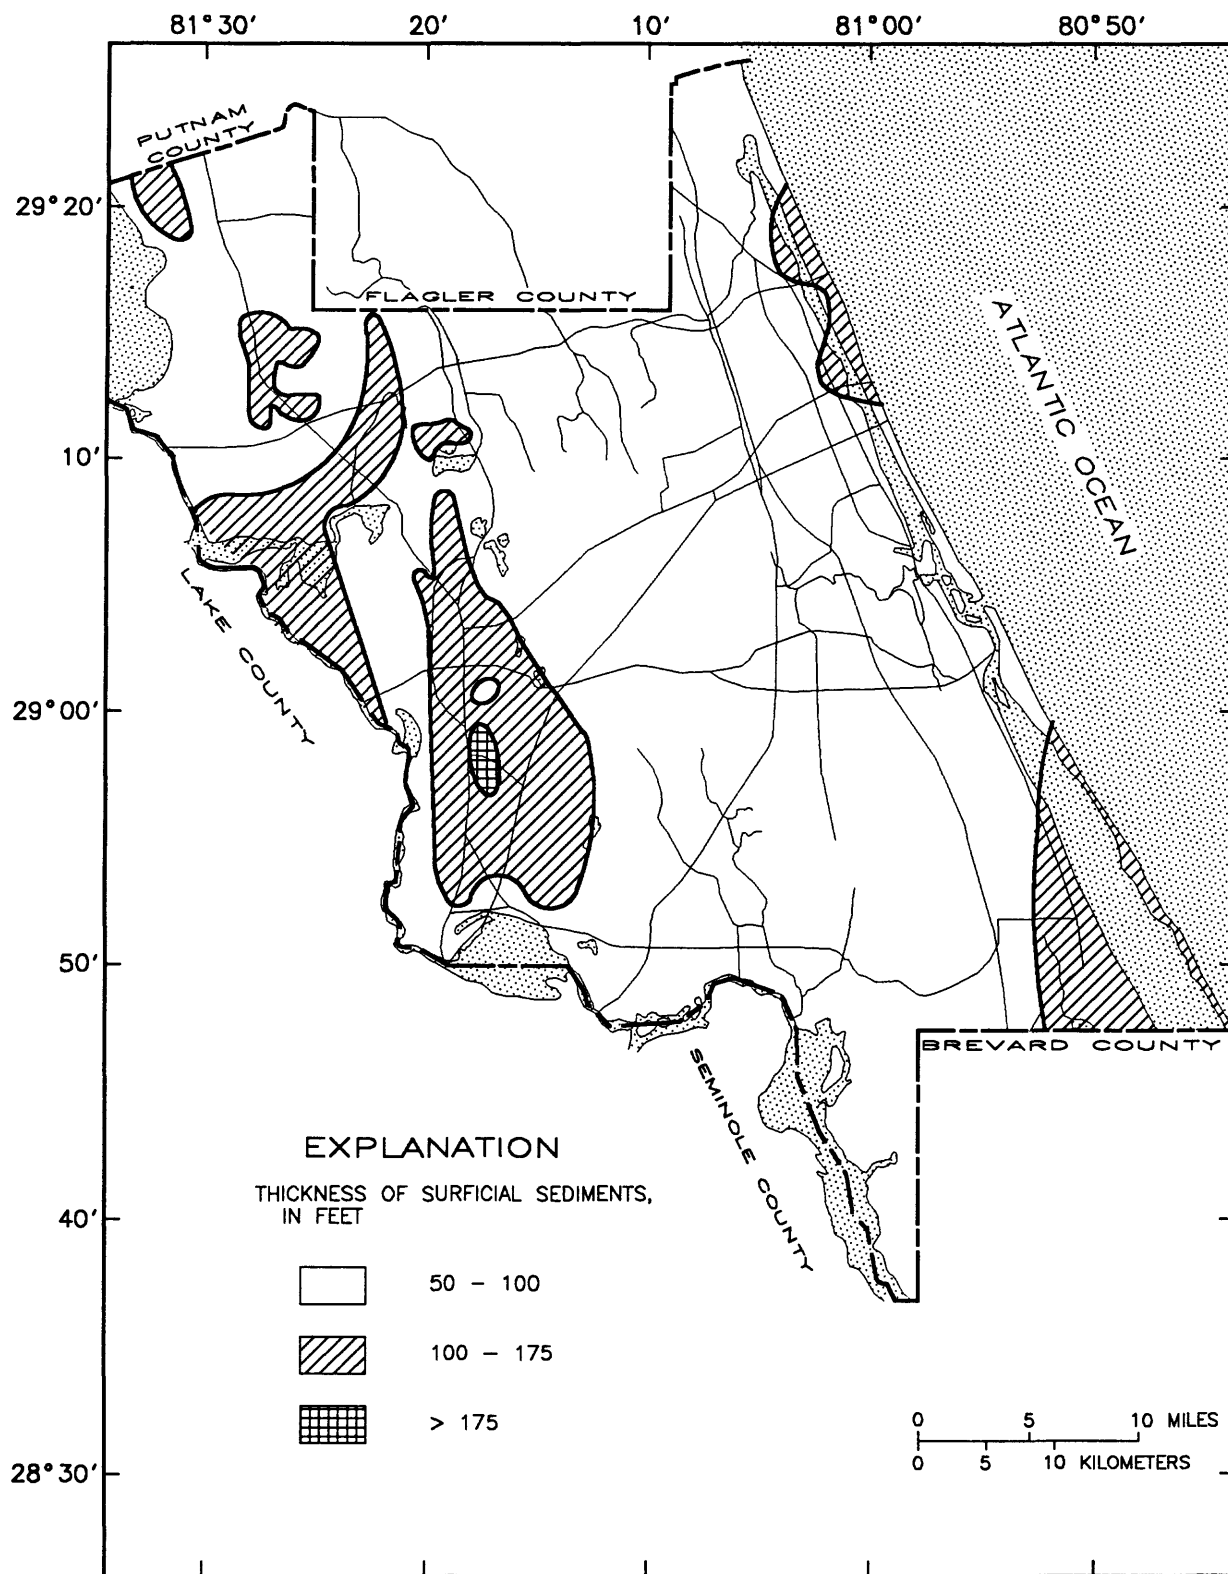 81°30′ 20′ 10′ 81°00′ 80°50′
PUTNAM
COUNTY
29°20′
FLAGLER COUNTY
ATLANTIC OCEAN
10′
LAKE COUNTY
29°00′
50′
BREVARD COUNTY
SEMINOLE COUNTY
EXPLANATION
THICKNESS OF SURFICIAL SEDIMENTS,
IN FEET
40′
50 – 100
100 – 175
> 175
0 5 10 MILES
0 5 10 KILOMETERS
28°30′